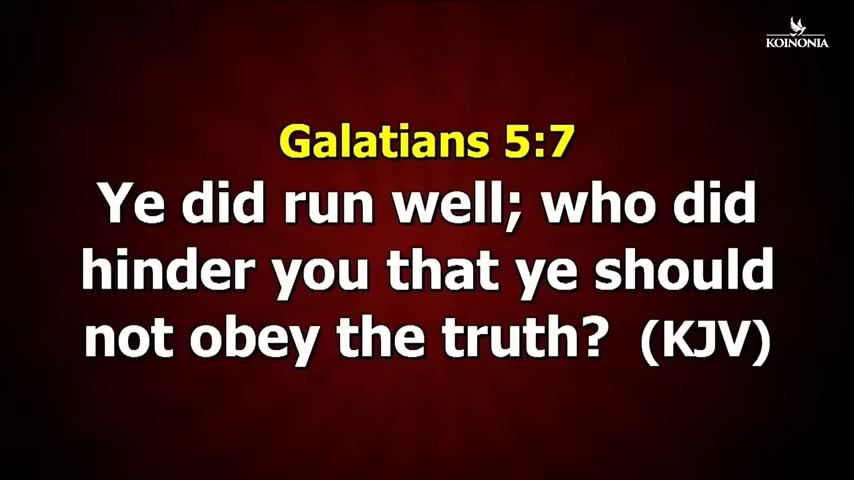 KOINONIA
Galatians 5:7
Ye did run well; who did
hinder you that ye should
not obey the truth? (KJV)